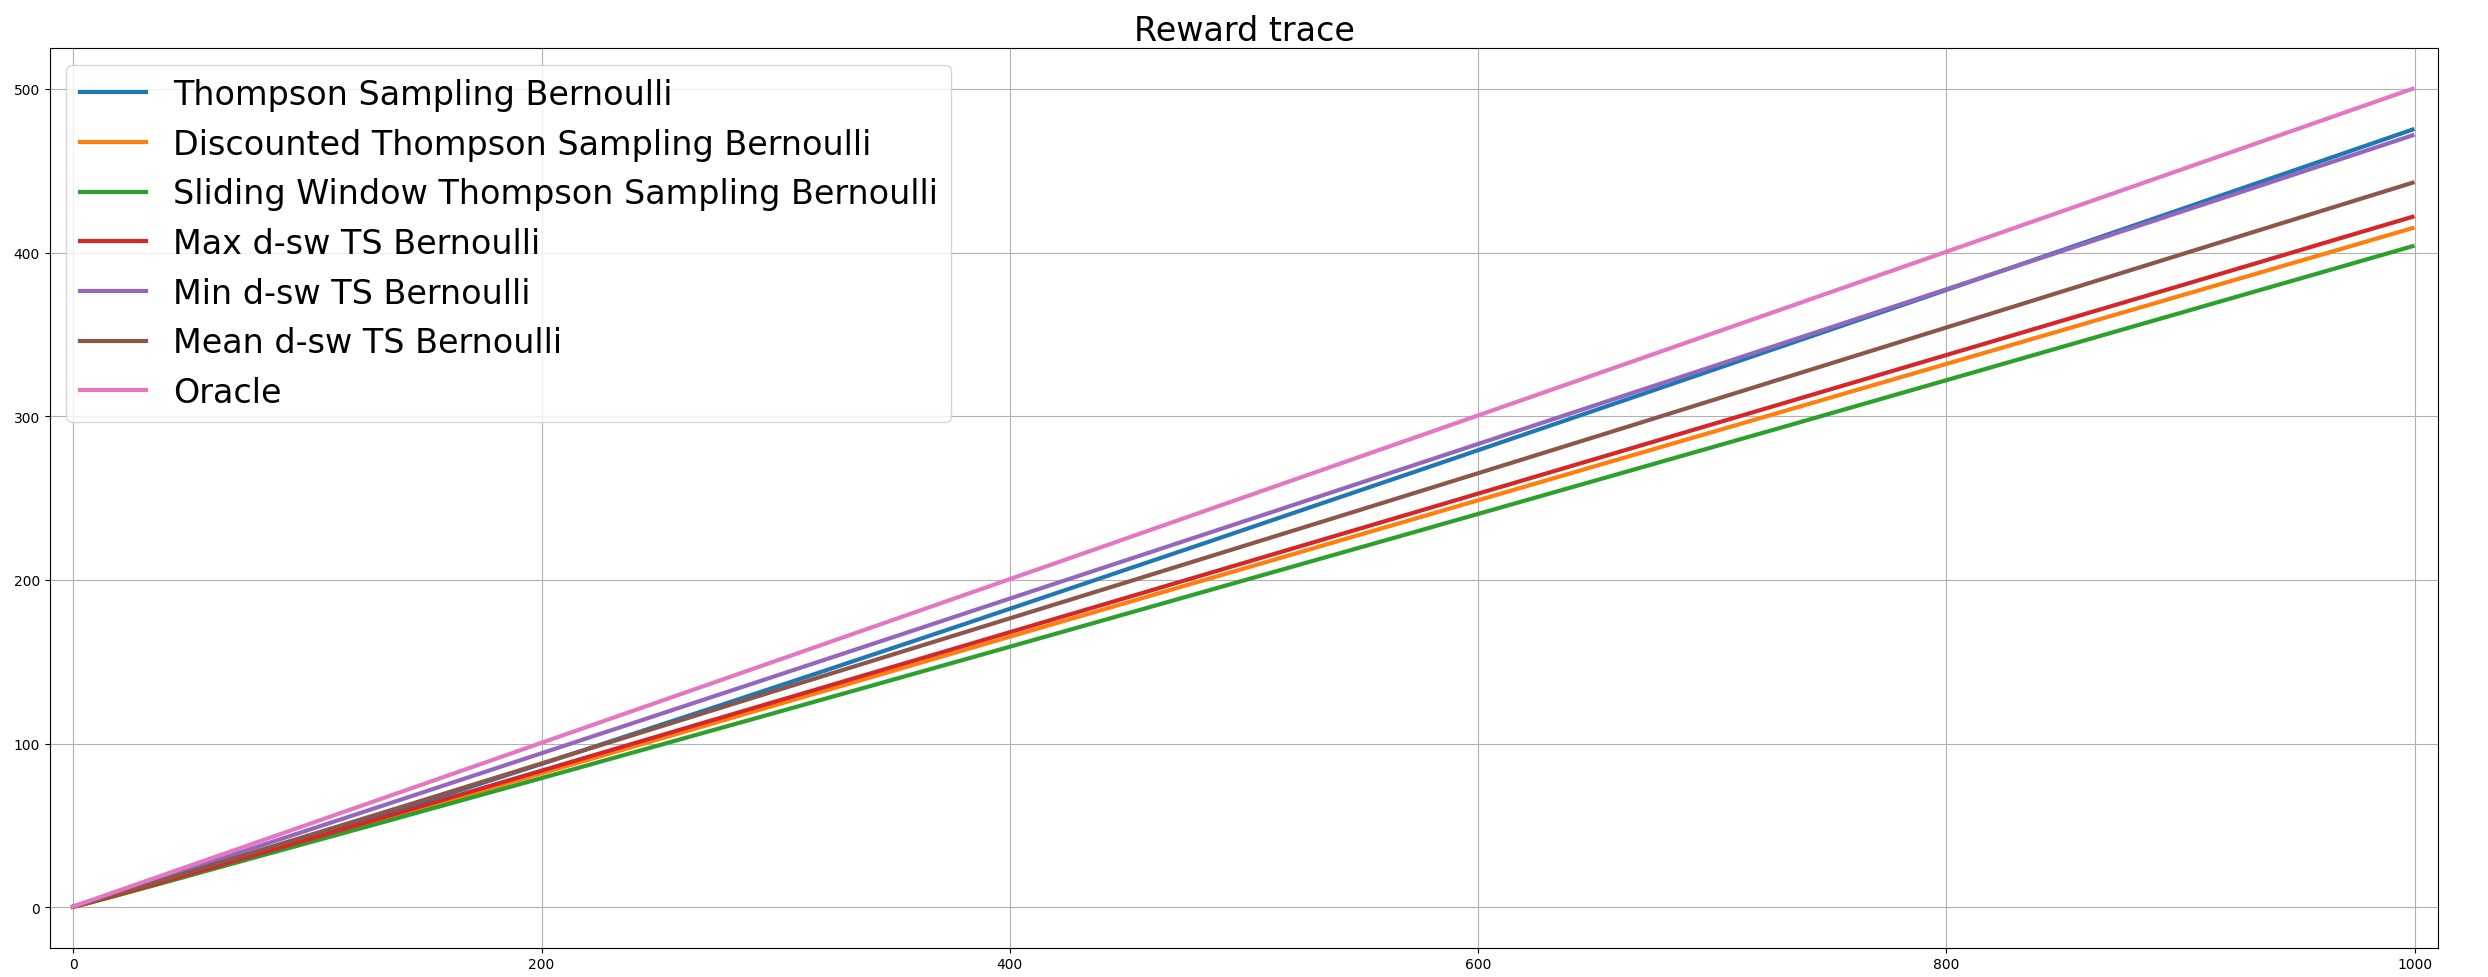 Reward trace
500
400
300
200
100
0
Thompson Sampling Bernoulli
Discounted Thompson Sampling Bernoulli
Sliding Window Thompson Sampling Bernoulli
Max d-sw TS Bernoulli
Min d-sw TS Bernoulli
Mean d-sw TS Bernoulli
Oracle
0 200 400 600 800 1000